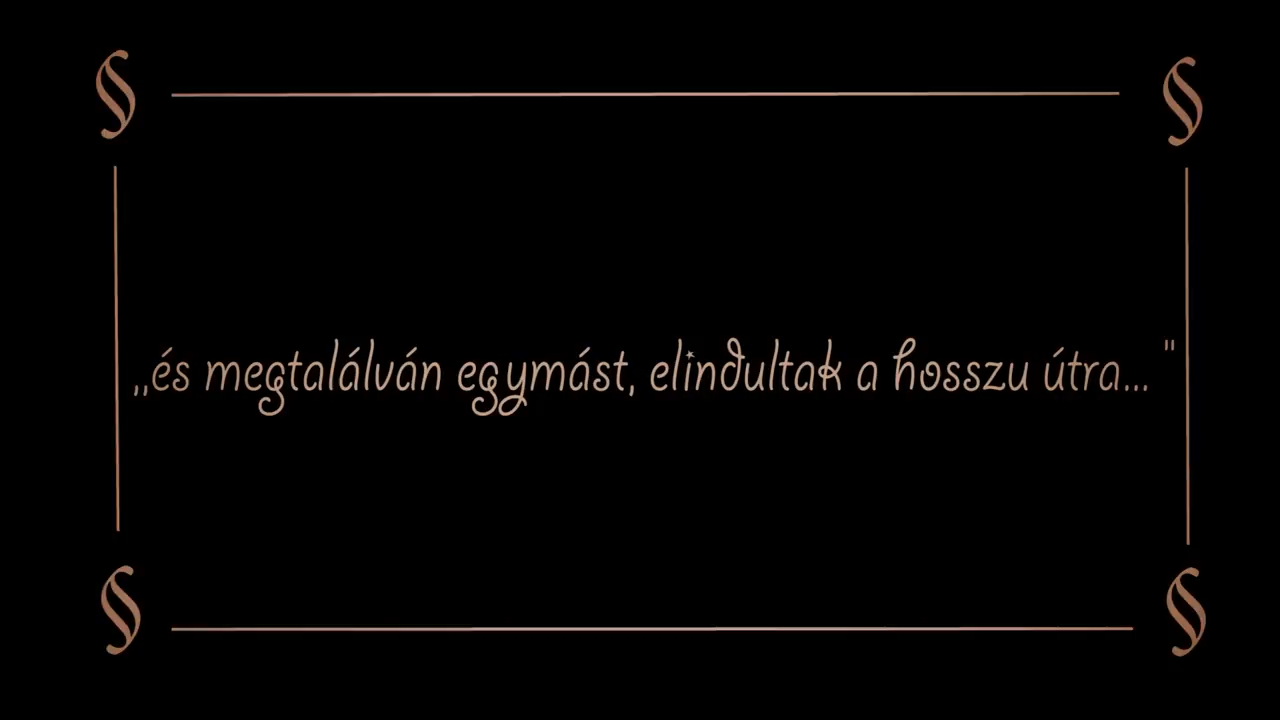 § §
„és megtalálván egymást, elindultak a hosszu útra... "
§ §